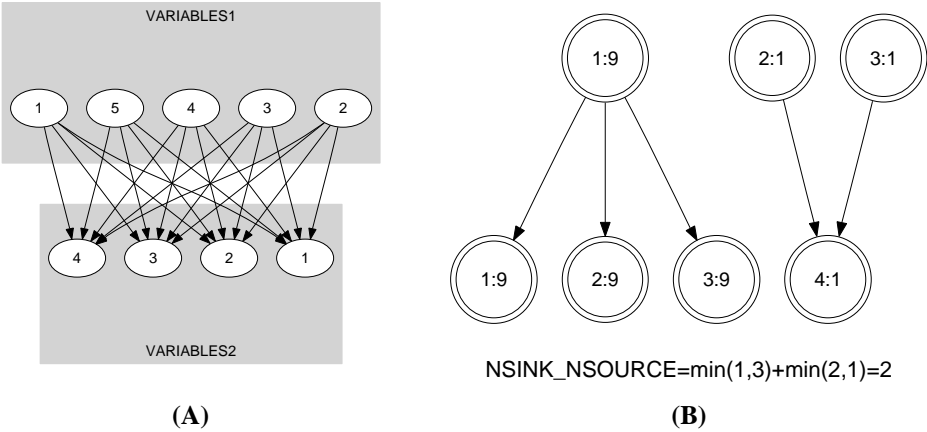 VARIABLES1
1 5 4 3 2
4 3 2 1
VARIABLES2
(A)
1:9 2:1 3:1
1:9 2:9 3:9 4:1
NSINK_NSOURCE=min(1,3)+min(2,1)=2
(B)